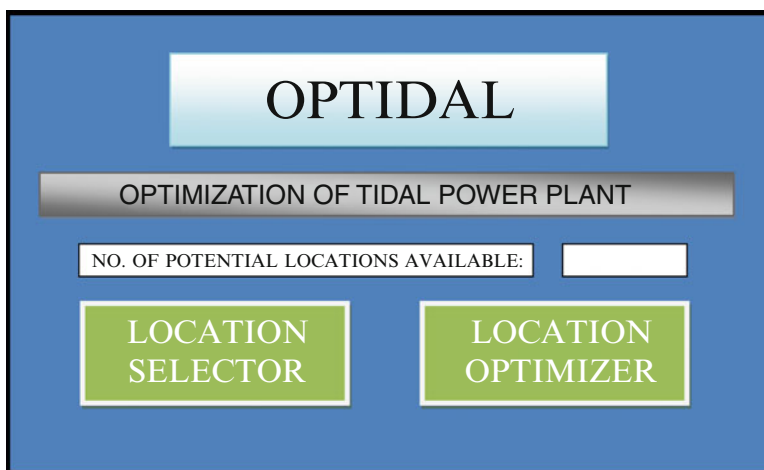 OPTIDAL
OPTIMIZATION OF TIDAL POWER PLANT
NO. OF POTENTIAL LOCATIONS AVAILABLE:
LOCATION
SELECTOR
LOCATION
OPTIMIZER